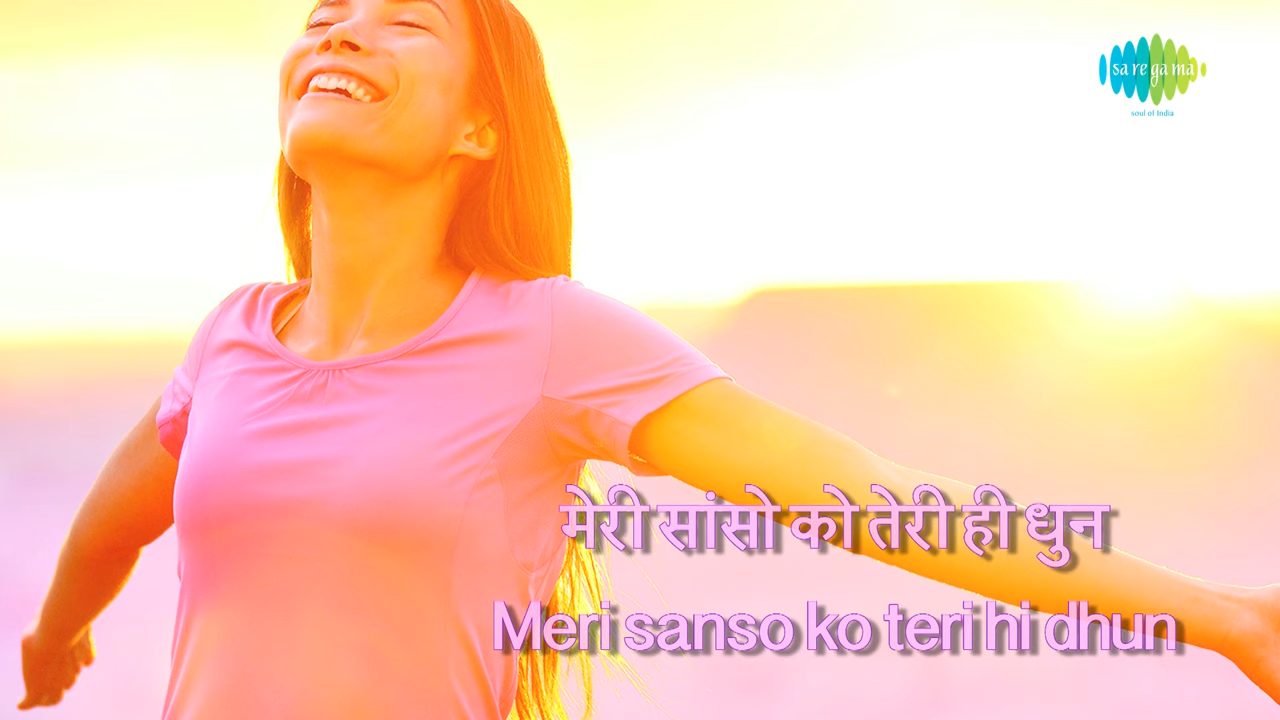 sa re ga ma
soul of India
मेरी सांसो को तेरी ही धुन
Meri sanso ko teri hi dhun